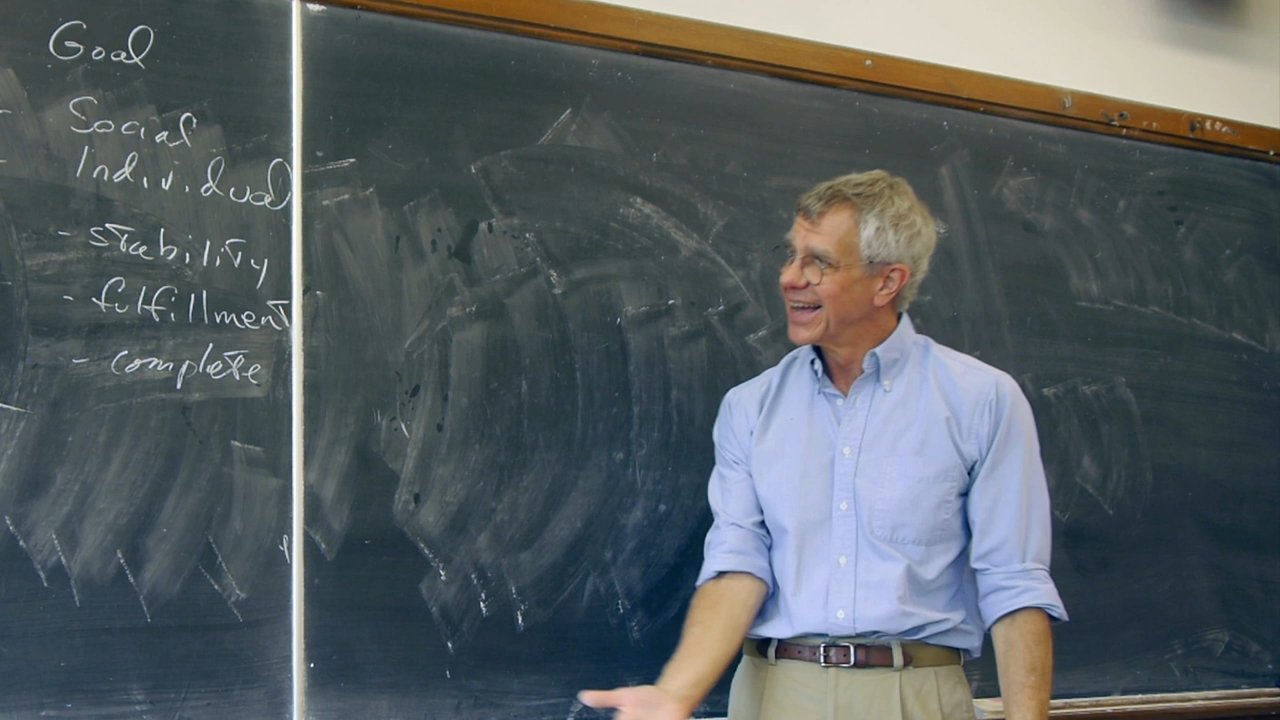 Goal
- Social
- Individual
- stability
- fulfillment
- complete